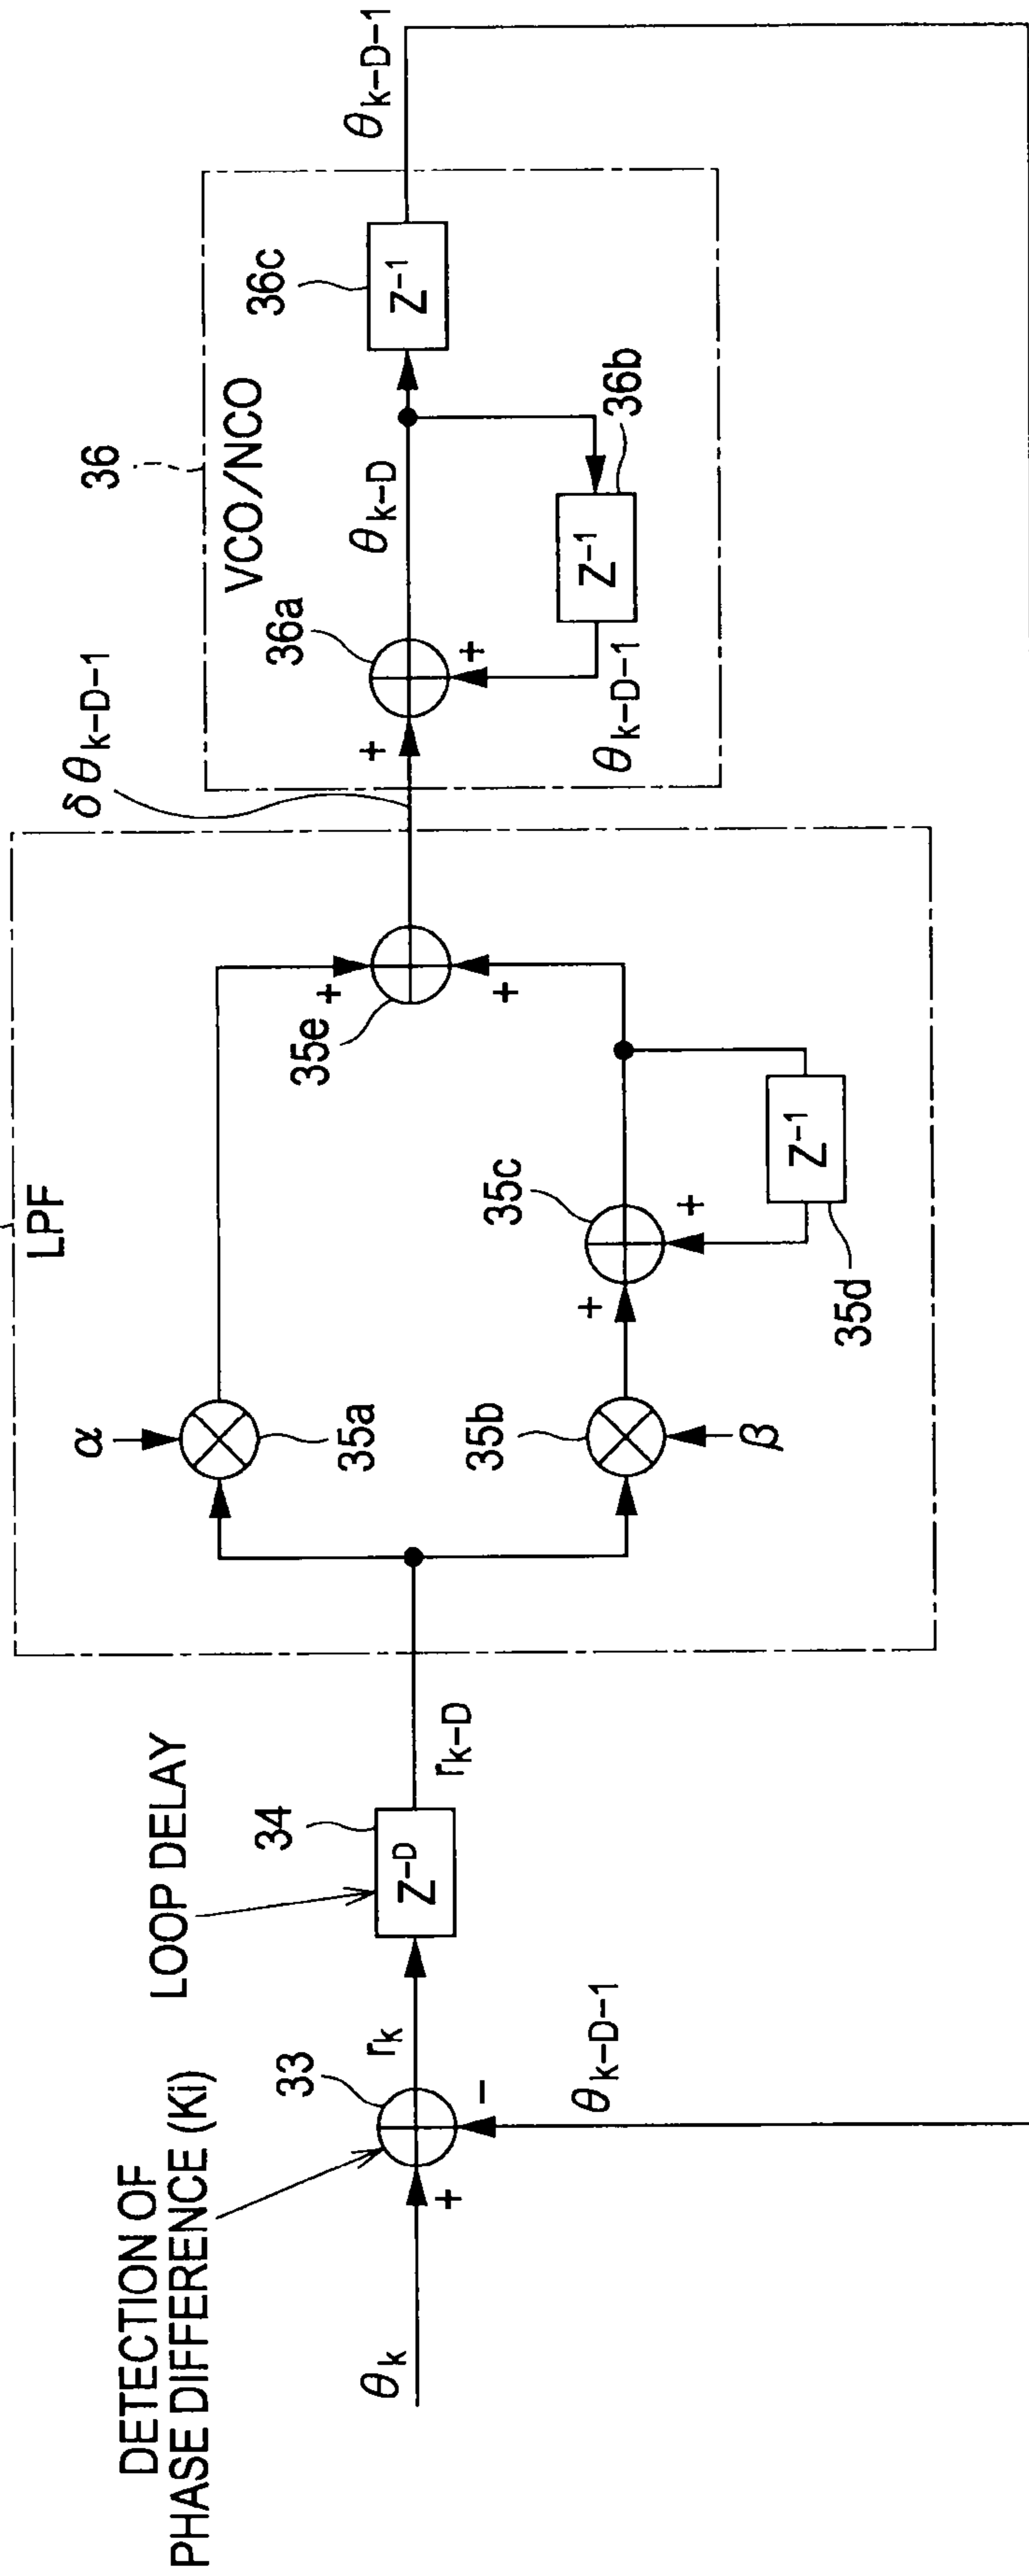 DETECTION OF
PHASE DIFFERENCE (Ki)
θk
+
33
rk
−
θk−D−1
LOOP DELAY
34
Z−D
rk−D
LPF
α
35a
35b
β
+
35c
+
Z−1
35d
+
35e
+
δθk−D−1
36
VCO/NCO
+
36a
+
θk−D
θk−D−1
Z−1
36b
36c
Z−1
θk−D−1